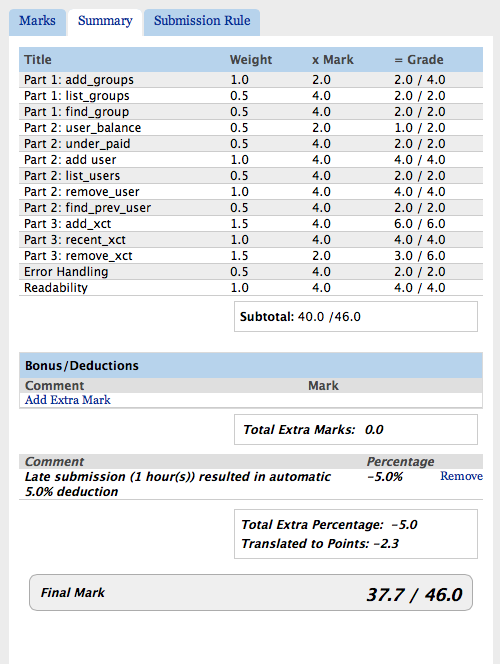 Marks Summary Submission Rule
Title Weight x Mark = Grade
Part 1: add_groups 1.0 2.0 2.0 / 4.0
Part 1: list_groups 0.5 4.0 2.0 / 2.0
Part 1: find_group 0.5 4.0 2.0 / 2.0
Part 2: user_balance 0.5 2.0 1.0 / 2.0
Part 2: under_paid 0.5 4.0 2.0 / 2.0
Part 2: add user 1.0 4.0 4.0 / 4.0
Part 2: list_users 0.5 4.0 2.0 / 2.0
Part 2: remove_user 1.0 4.0 4.0 / 4.0
Part 2: find_prev_user 0.5 4.0 2.0 / 2.0
Part 3: add_xct 1.5 4.0 6.0 / 6.0
Part 3: recent_xct 1.0 4.0 4.0 / 4.0
Part 3: remove_xct 1.5 2.0 3.0 / 6.0
Error Handling 0.5 4.0 2.0 / 2.0
Readability 1.0 4.0 4.0 / 4.0
Subtotal: 40.0 /46.0
Bonus/Deductions
Comment Mark
Add Extra Mark
Total Extra Marks: 0.0
Comment Percentage
Late submission (1 hour(s)) resulted in automatic -5.0% Remove
5.0% deduction
Total Extra Percentage: -5.0
Translated to Points: -2.3
Final Mark 37.7 / 46.0